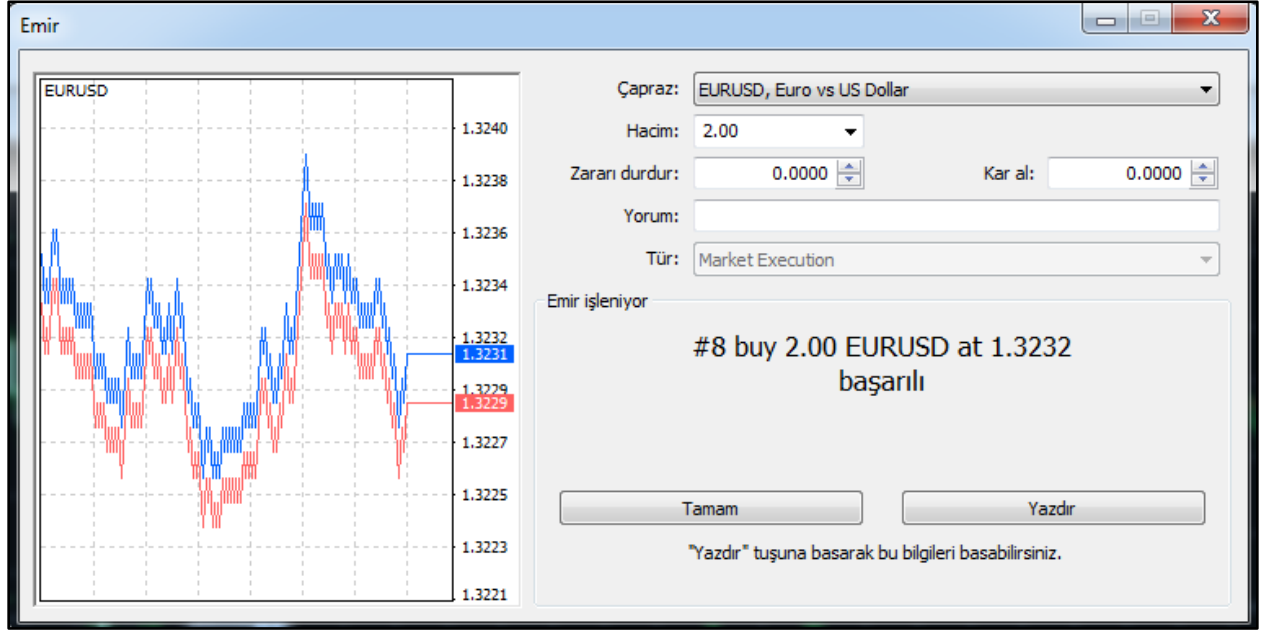 Emir
EURUSD
1.3240
1.3238
1.3236
1.3234
1.3232
1.3231
1.3229
1.3229
1.3227
1.3225
1.3223
1.3221
Çapraz: EURUSD, Euro vs US Dollar
Hacim: 2.00
Zararı durdur: 0.0000 Kar al: 0.0000
Yorum:
Tür: Market Execution
Emir işleniyor
#8 buy 2.00 EURUSD at 1.3232
başarılı
Tamam Yazdır
"Yazdır" tuşuna basarak bu bilgileri basabilirsiniz.